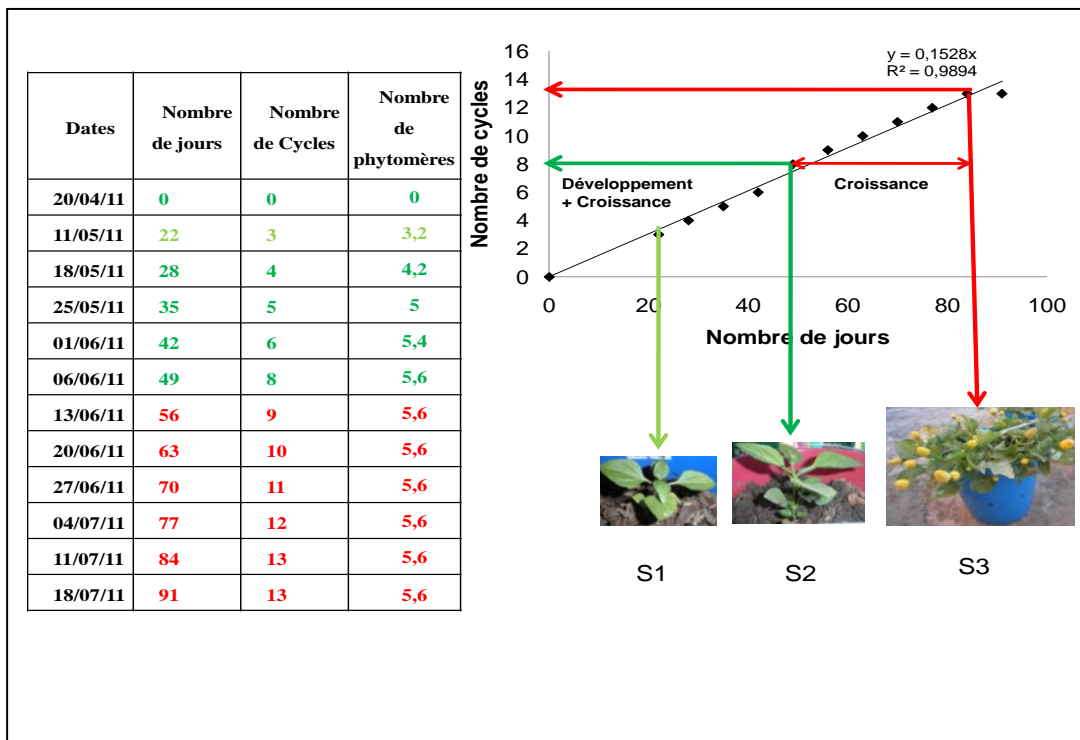 Dates Nombre de jours Nombre de Cycles Nombre de phytomères
20/04/11 0 0 0
11/05/11 22 3 3,2
18/05/11 28 4 4,2
25/05/11 35 5 5
01/06/11 42 6 5,4
06/06/11 49 8 5,6
13/06/11 56 9 5,6
20/06/11 63 10 5,6
27/06/11 70 11 5,6
04/07/11 77 12 5,6
11/07/11 84 13 5,6
18/07/11 91 13 5,6
y = 0,1528x
R² = 0,9894
Nombre de cycles
16
14
12
10
8
6
4
2
0
Développement
+ Croissance
Croissance
0 20 40 60 80 100
Nombre de jours
S1 S2 S3